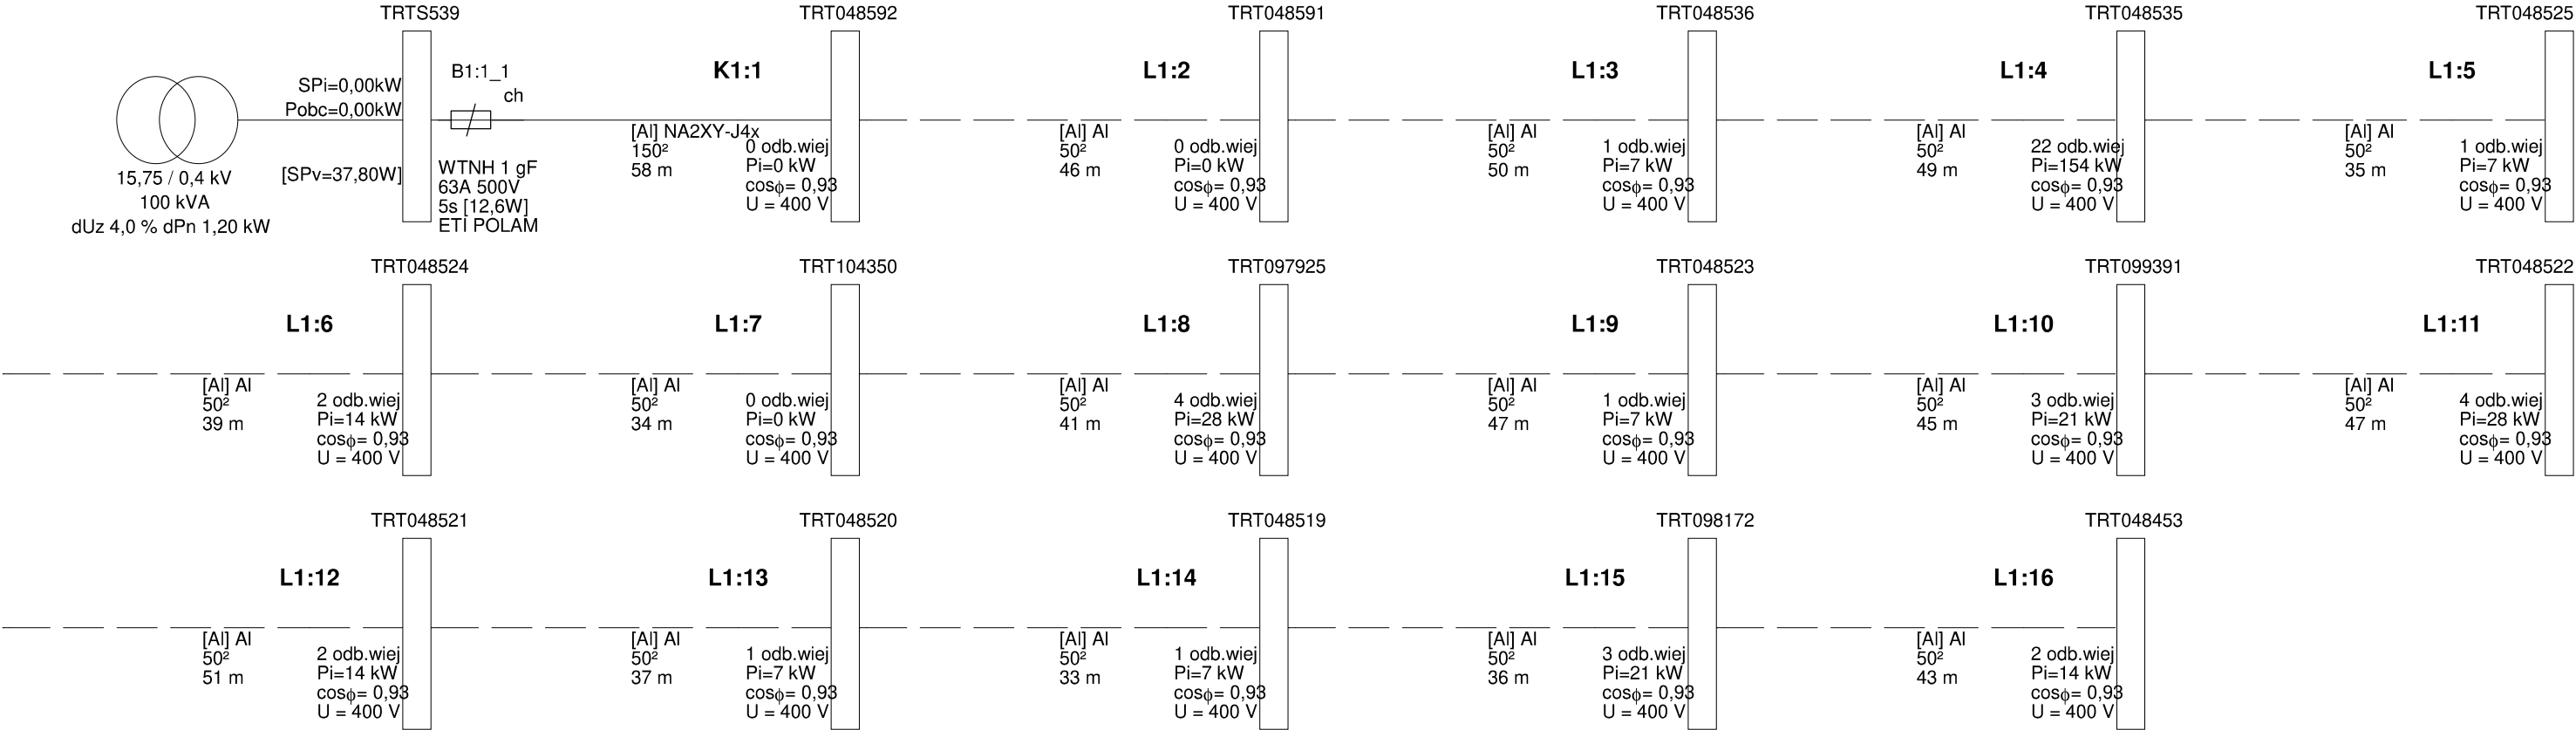 TRTS539
SPi=0,00kW
Pobc=0,00kW
[SPv=37,80W]
15,75 / 0,4 kV
100 kVA
dUz 4,0 % dPn 1,20 kW
B1:1_1
ch
WTNH 1 gF
63A 500V
5s [12,6W]
ETI POLAM
TRT048592
K1:1
[Al] NA2XY-J4x
150²
58 m
0 odb.wiej
Pi=0 kW
cosϕ= 0,93
U = 400 V
TRT048591
L1:2
[Al] Al
50²
46 m
0 odb.wiej
Pi=0 kW
cosϕ= 0,93
U = 400 V
TRT048536
L1:3
[Al] Al
50²
50 m
1 odb.wiej
Pi=7 kW
cosϕ= 0,93
U = 400 V
TRT048535
L1:4
[Al] Al
50²
49 m
22 odb.wiej
Pi=154 kW
cosϕ= 0,93
U = 400 V
TRT048525
L1:5
[Al] Al
50²
35 m
1 odb.wiej
Pi=7 kW
cosϕ= 0,93
U = 400 V
TRT048524
L1:6
[Al] Al
50²
39 m
2 odb.wiej
Pi=14 kW
cosϕ= 0,93
U = 400 V
TRT104350
L1:7
[Al] Al
50²
34 m
0 odb.wiej
Pi=0 kW
cosϕ= 0,93
U = 400 V
TRT097925
L1:8
[Al] Al
50²
41 m
4 odb.wiej
Pi=28 kW
cosϕ= 0,93
U = 400 V
TRT048523
L1:9
[Al] Al
50²
47 m
1 odb.wiej
Pi=7 kW
cosϕ= 0,93
U = 400 V
TRT099391
L1:10
[Al] Al
50²
45 m
3 odb.wiej
Pi=21 kW
cosϕ= 0,93
U = 400 V
TRT048522
L1:11
[Al] Al
50²
47 m
4 odb.wiej
Pi=28 kW
cosϕ= 0,93
U = 400 V
TRT048521
L1:12
[Al] Al
50²
51 m
2 odb.wiej
Pi=14 kW
cosϕ= 0,93
U = 400 V
TRT048520
L1:13
[Al] Al
50²
37 m
1 odb.wiej
Pi=7 kW
cosϕ= 0,93
U = 400 V
TRT048519
L1:14
[Al] Al
50²
33 m
1 odb.wiej
Pi=7 kW
cosϕ= 0,93
U = 400 V
TRT098172
L1:15
[Al] Al
50²
36 m
3 odb.wiej
Pi=21 kW
cosϕ= 0,93
U = 400 V
TRT048453
L1:16
[Al] Al
50²
43 m
2 odb.wiej
Pi=14 kW
cosϕ= 0,93
U = 400 V